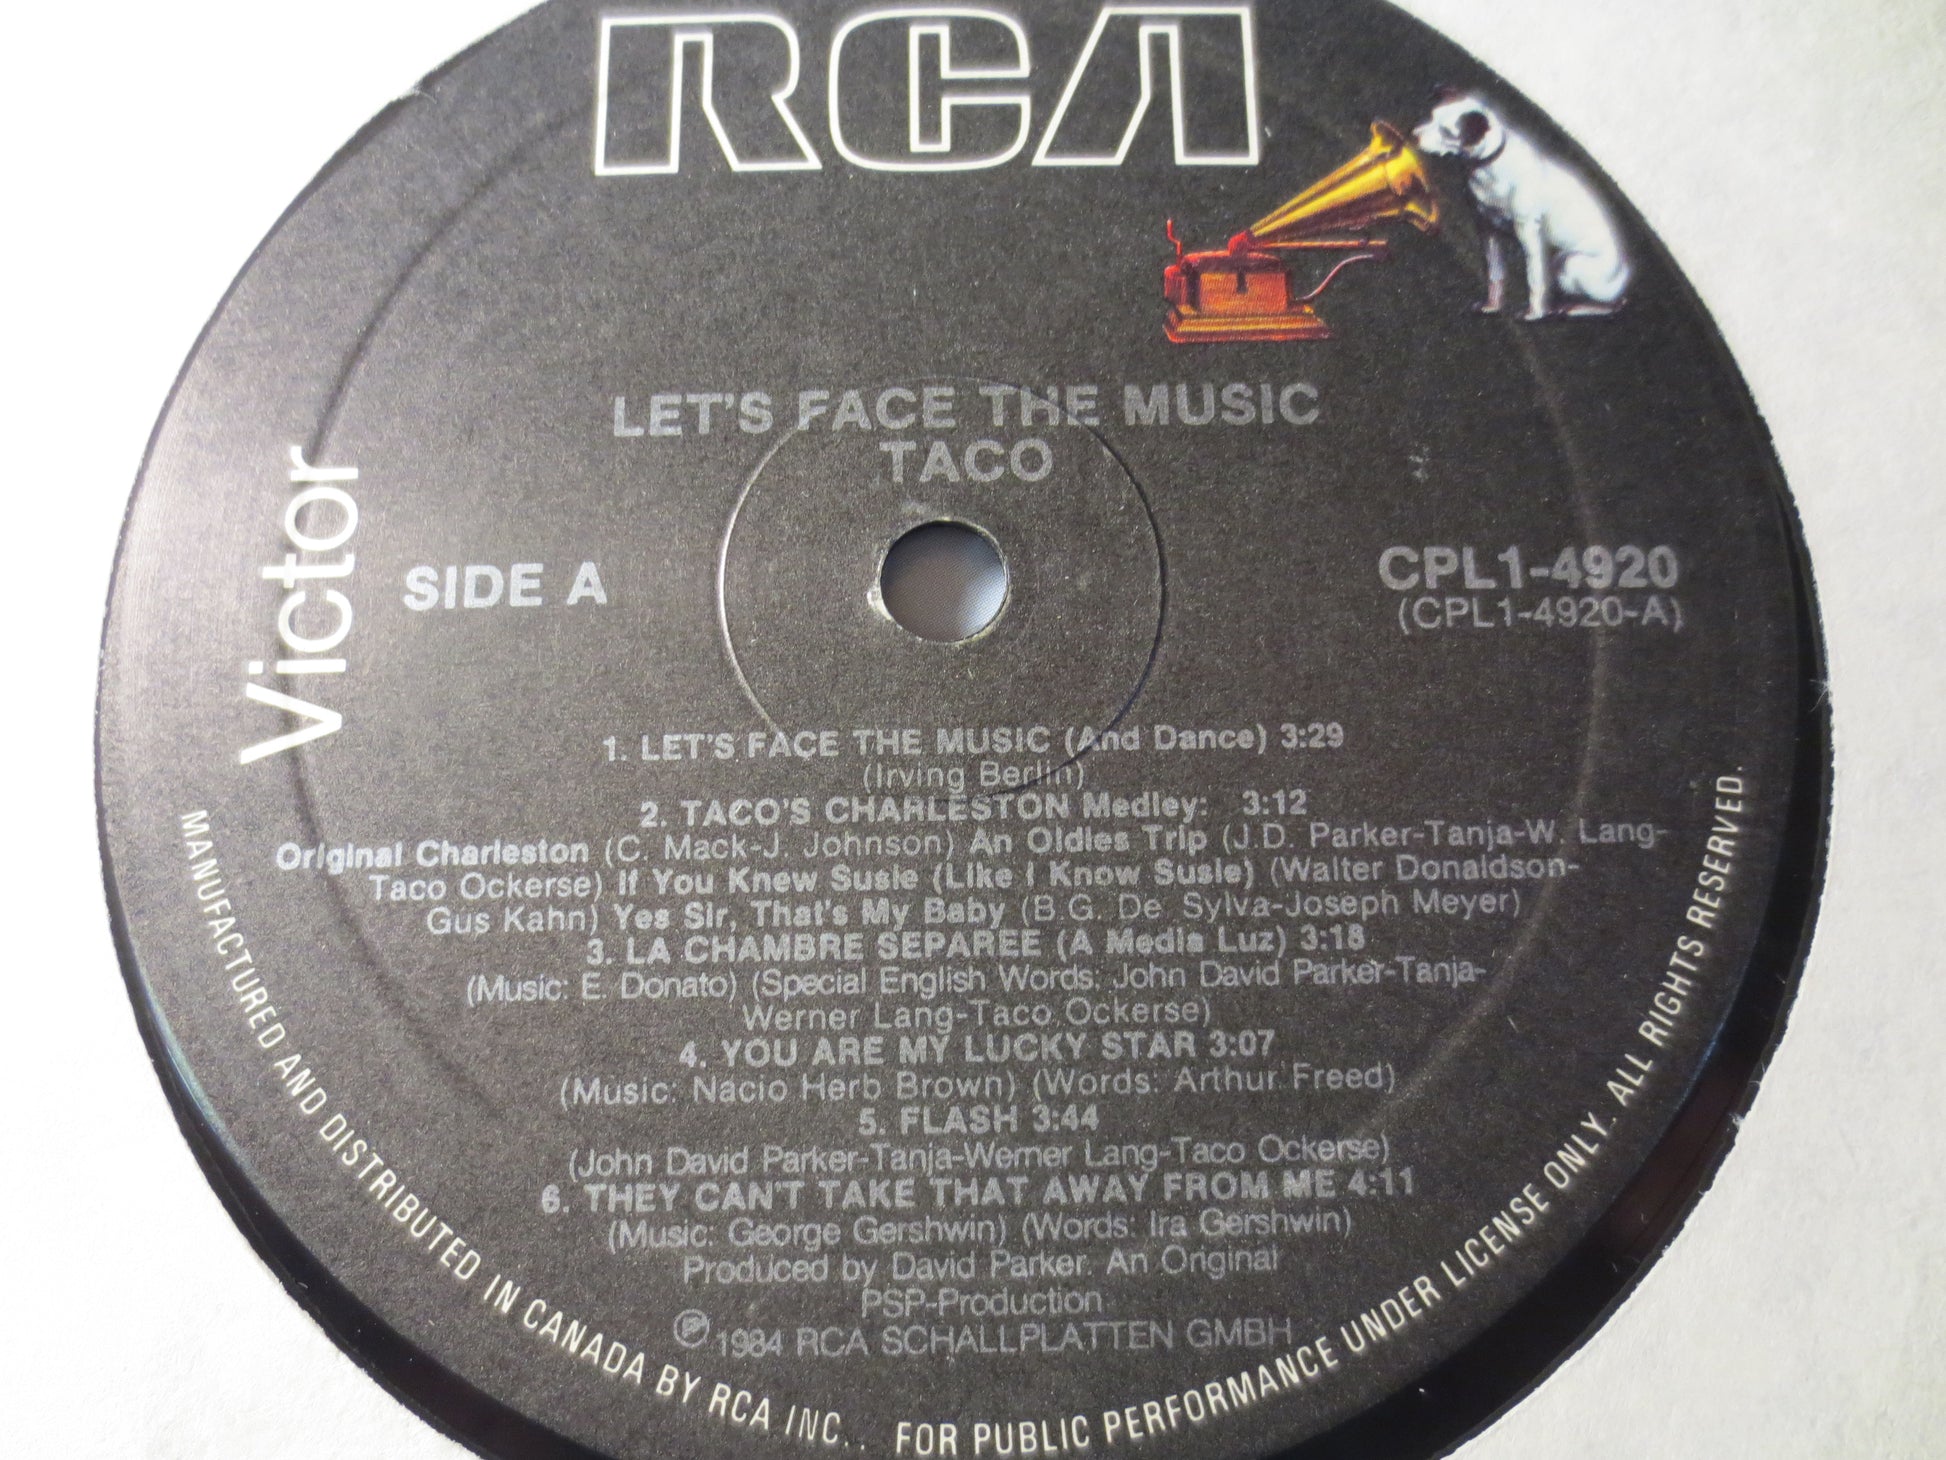 RCA
Victor
LET'S FACE THE MUSIC
TACO
SIDE A
CPL1-4920
(CPL1-4920-A)
1. LET'S FACE THE MUSIC (And Dance) 3:29
(Irving Berlin)
2. TACO'S CHARLESTON Medley: 3:12
Original Charleston (C. Mack-J. Johnson) An Oldies Trip (J.D. Parker-Tanja-W. Lang-
Taco Ockerse) If You Knew Susie (Like I Know Susie) (Walter Donaldson-
Gus Kahn) Yes Sir, That's My Baby (B.G. De Sylva-Joseph Meyer)
3. LA CHAMBRE SEPAREE (A Media Luz) 3:18
(Music: E. Donato) (Special English Words: John David Parker-Tanja-
Werner Lang-Taco Ockerse)
4. YOU ARE MY LUCKY STAR 3:07
(Music: Nacio Herb Brown) (Words: Arthur Freed)
5. FLASH 3:44
(John David Parker-Tanja-Werner Lang-Taco Ockerse)
6. THEY CAN'T TAKE THAT AWAY FROM ME 4:11
(Music: George Gershwin) (Words: Ira Gershwin)
Produced by David Parker. An Original
PSP-Production
℗ 1984 RCA SCHALLPLATTEN GMBH
MANUFACTURED AND DISTRIBUTED IN CANADA BY RCA INC.. FOR PUBLIC PERFORMANCE UNDER LICENSE ONLY. ALL RIGHTS RESERVED.